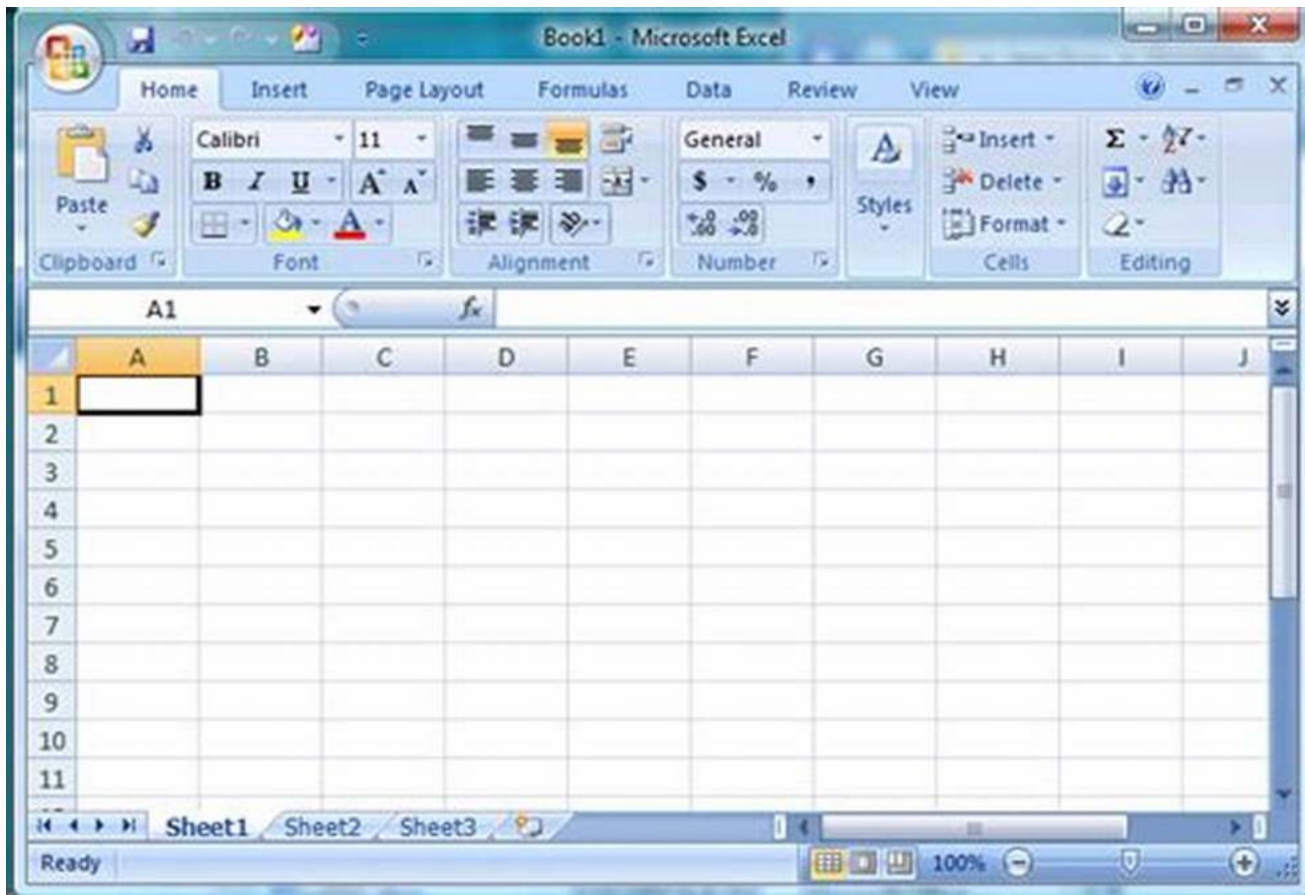 Book1 - Microsoft Excel
Home Insert Page Layout Formulas Data Review View
Calibri 11 General Insert
B I U A A $ % , Delete
Paste A .00 .0 Styles Format
Clipboard Font Alignment Number Cells Editing
A1 fx
A B C D E F G H I J
1
2
3
4
5
6
7
8
9
10
11
Sheet1 Sheet2 Sheet3
Ready 100%